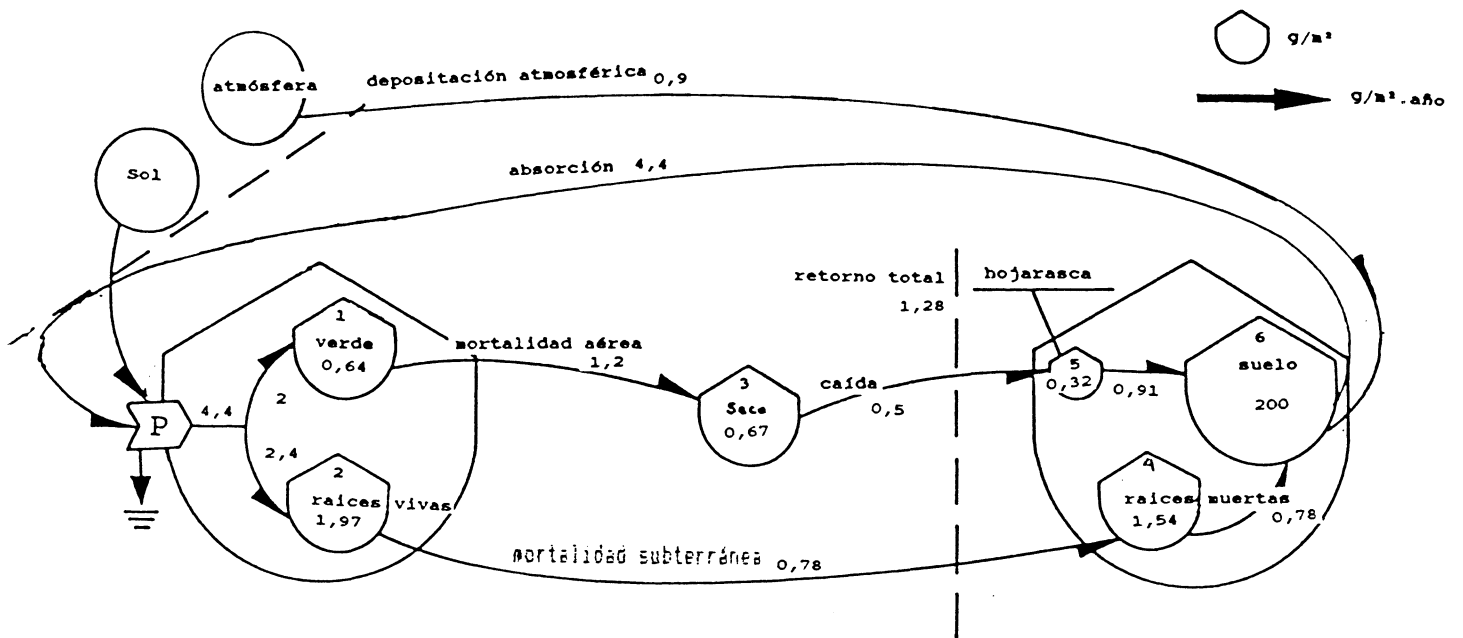 g/m²
g/m².año
atmósfera
depositación atmosférica 0,9
Sol
absorción 4,4
retorno total
1,28
hojarasca
1
verde
0,64
mortalidad aérea
1,2
3
Seco
0,67
caída
0,5
5
0,32
0,91
6
suelo
200
P
4,4
2
2,4
2
raices vivas
1,97
mortalidad subterránea 0,78
4
raices muertas
1,54
0,78